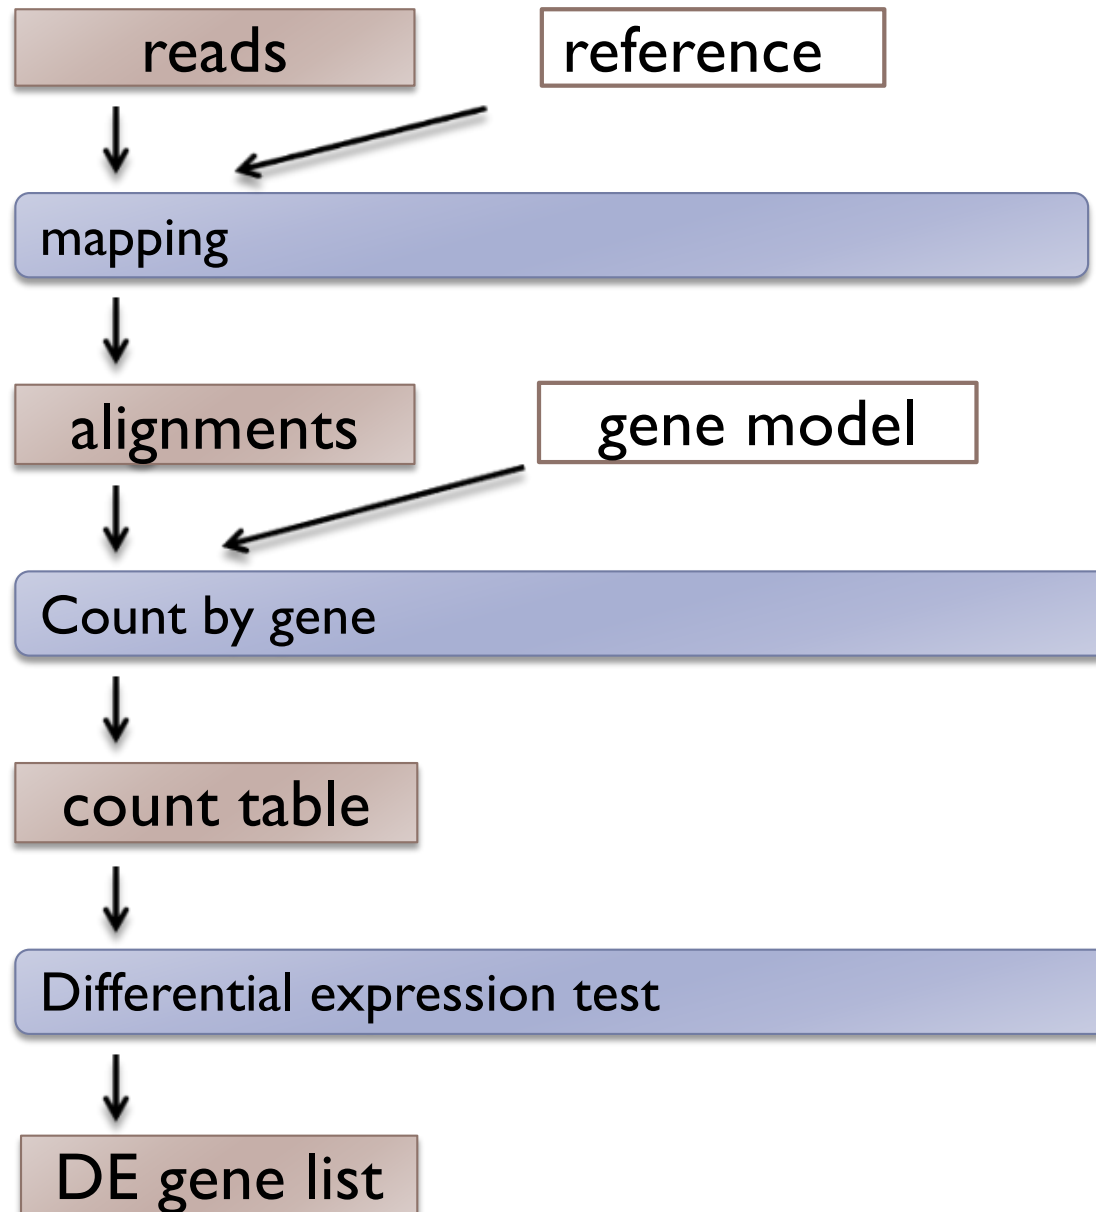 reads
reference
mapping
alignments
gene model
Count by gene
count table
Differential expression test
DE gene list